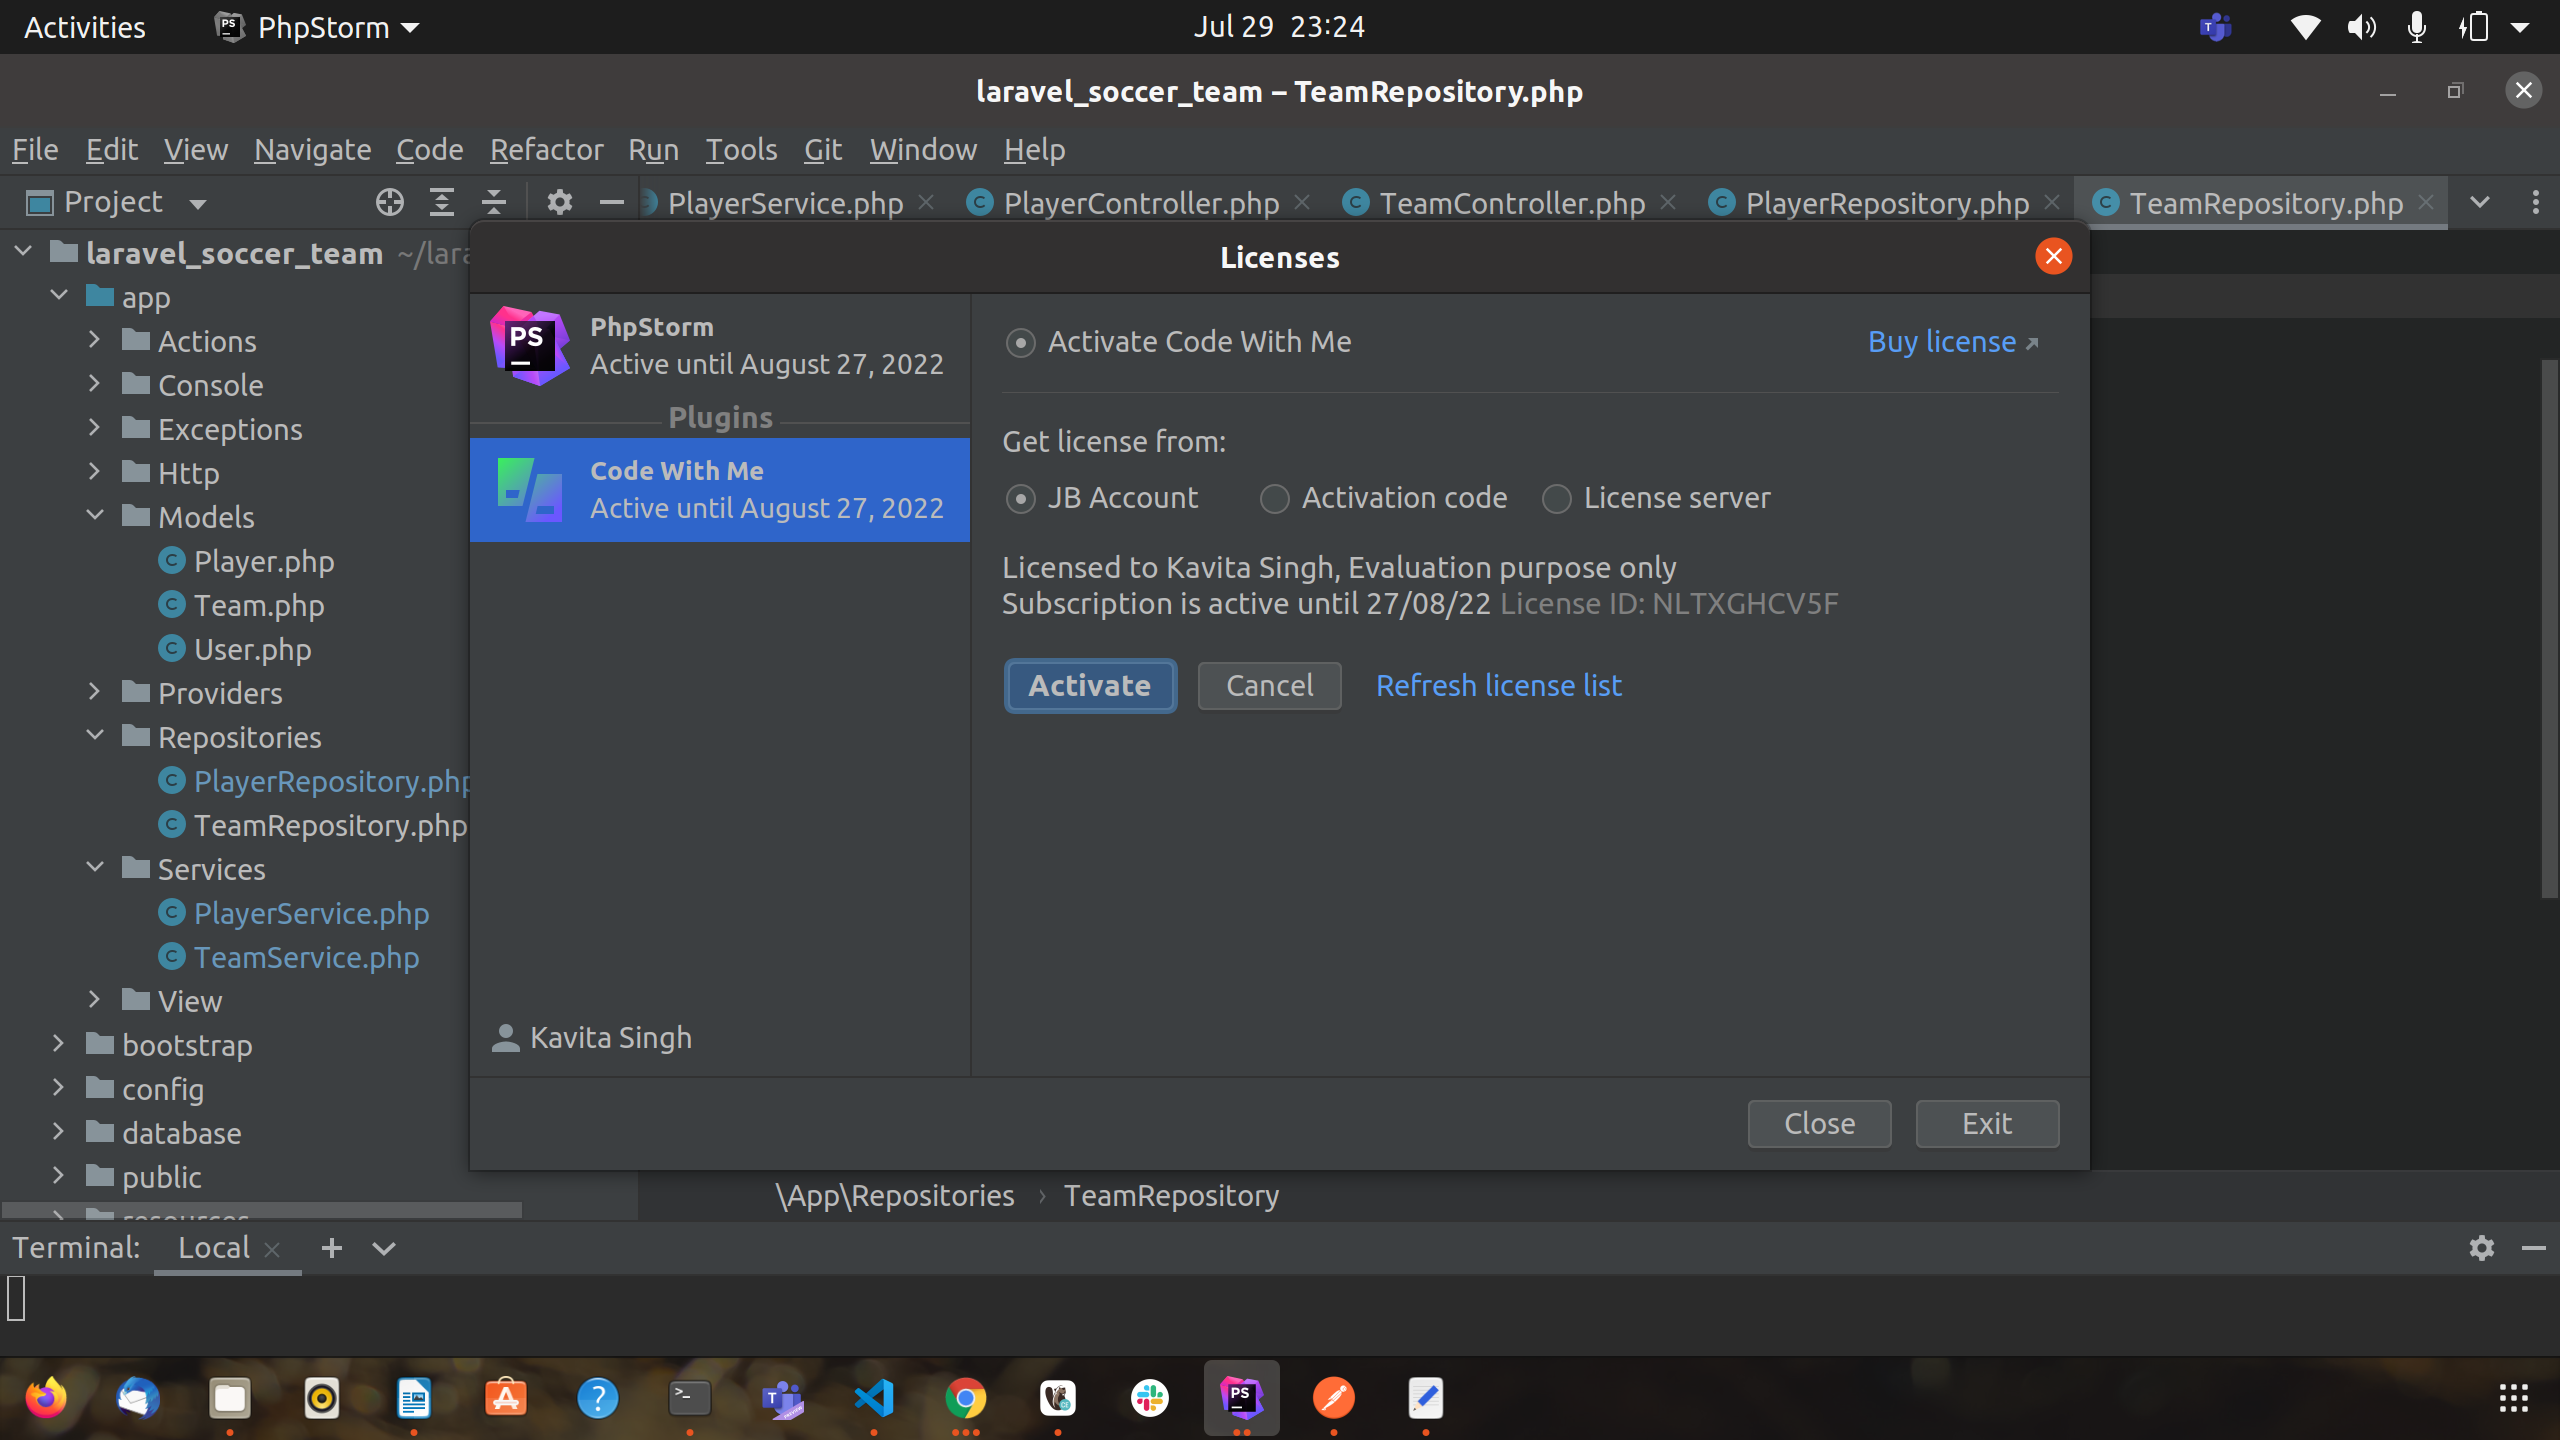 Activities
PhpStorm
Jul 29 23:24
laravel_soccer_team – TeamRepository.php
File Edit View Navigate Code Refactor Run Tools Git Window Help
Project
PlayerService.php PlayerController.php TeamController.php PlayerRepository.php TeamRepository.php
laravel_soccer_team ~/lara
app
Actions
Console
Exceptions
Http
Models
Player.php
Team.php
User.php
Providers
Repositories
PlayerRepository.php
TeamRepository.php
Services
PlayerService.php
TeamService.php
View
bootstrap
config
database
public
resources
Licenses
PS
PhpStorm
Active until August 27, 2022
Plugins
Code With Me
Active until August 27, 2022
Kavita Singh
Activate Code With Me
Buy license
Get license from:
JB Account Activation code License server
Licensed to Kavita Singh, Evaluation purpose only
Subscription is active until 27/08/22 License ID: NLTXGHCV5F
Activate Cancel Refresh license list
Close Exit
\App\Repositories › TeamRepository
Terminal: Local